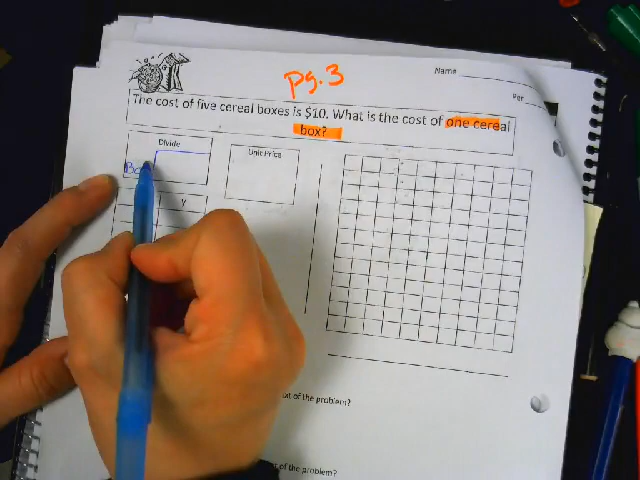 pg.3
Name
Per
The cost of five cereal boxes is $10. What is the cost of one cereal
box?
Divide
Unit Price
Y
of the problem?
of the problem?